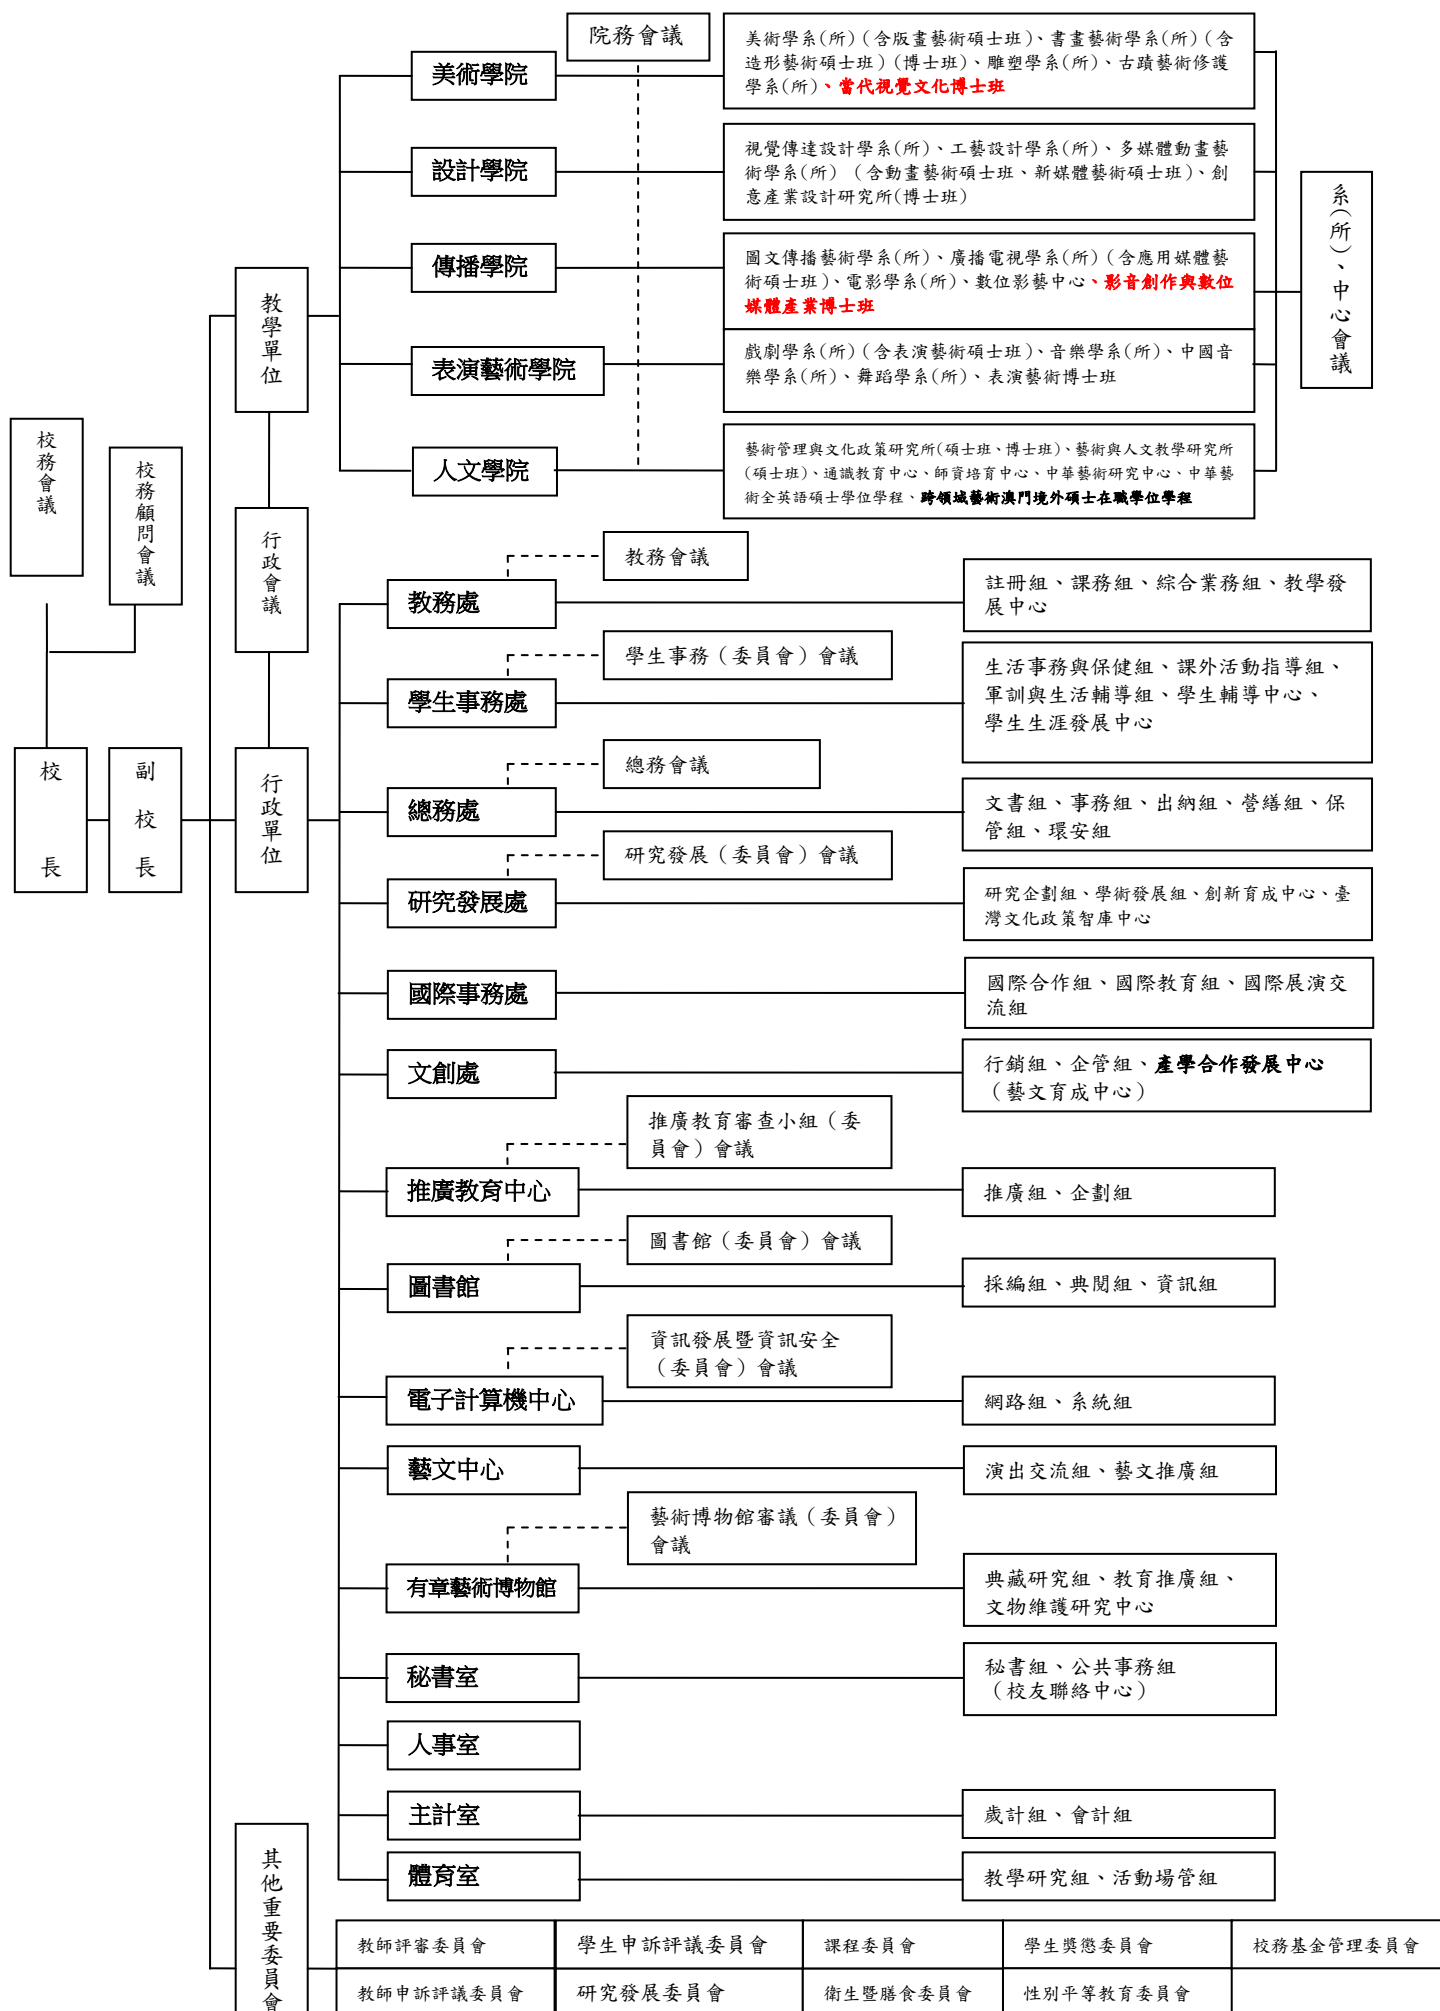 院務會議
美術學院
美術學系(所)(含版畫藝術碩士班)、書畫藝術學系(所)(含
造形藝術碩士班)(博士班)、雕塑學系(所)、古蹟藝術修護
學系(所)、當代視覺文化博士班
設計學院
視覺傳達設計學系(所)、工藝設計學系(所)、多媒體動畫藝
術學系(所) (含動畫藝術碩士班、新媒體藝術碩士班)、創
意產業設計研究所(博士班)
傳播學院
圖文傳播藝術學系(所)、廣播電視學系(所)(含應用媒體藝
術碩士班)、電影學系(所)、數位影藝中心、影音創作與數位
媒體產業博士班
表演藝術學院
戲劇學系(所)(含表演藝術碩士班)、音樂學系(所)、中國音
樂學系(所)、舞蹈學系(所)、表演藝術博士班
人文學院
藝術管理與文化政策研究所(碩士班、博士班)、藝術與人文教學研究所
(碩士班)、通識教育中心、師資培育中心、中華藝術研究中心、中華藝
術全英語碩士學位學程、跨領域藝術澳門境外碩士在職學位學程
系(所)、中心會議
教學單位
校務會議
校務顧問會議
行政會議
校長
副校長
行政單位
教務會議
教務處
註冊組、課務組、綜合業務組、教學發
展中心
學生事務（委員會）會議
學生事務處
生活事務與保健組、課外活動指導組、
軍訓與生活輔導組、學生輔導中心、
學生生涯發展中心
總務會議
總務處
文書組、事務組、出納組、營繕組、保
管組、環安組
研究發展（委員會）會議
研究發展處
研究企劃組、學術發展組、創新育成中心、臺
灣文化政策智庫中心
國際事務處
國際合作組、國際教育組、國際展演交
流組
文創處
行銷組、企管組、產學合作發展中心
（藝文育成中心）
推廣教育審查小組（委
員會）會議
推廣教育中心
推廣組、企劃組
圖書館（委員會）會議
圖書館
採編組、典閱組、資訊組
資訊發展暨資訊安全
（委員會）會議
電子計算機中心
網路組、系統組
藝文中心
演出交流組、藝文推廣組
藝術博物館審議（委員會）
會議
有章藝術博物館
典藏研究組、教育推廣組、
文物維護研究中心
秘書室
秘書組、公共事務組
（校友聯絡中心）
人事室
主計室
歲計組、會計組
體育室
教學研究組、活動場管組
其他重要委員會
教師評審委員會
學生申訴評議委員會
課程委員會
學生獎懲委員會
校務基金管理委員會
教師申訴評議委員會
研究發展委員會
衛生暨膳食委員會
性別平等教育委員會